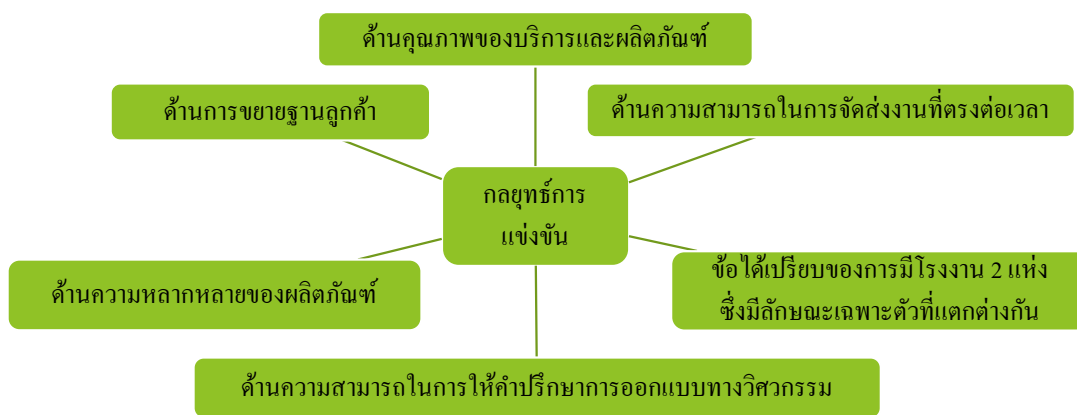 ด้านคุณภาพของบริการและผลิตภัณฑ์
ด้านการขยายฐานลูกค้า
ด้านความสามารถในการจัดส่งงานที่ตรงต่อเวลา
กลยุทธ์การ
แข่งขัน
ด้านความหลากหลายของผลิตภัณฑ์
ข้อได้เปรียบของการมีโรงงาน 2 แห่ง
ซึ่งมีลักษณะเฉพาะตัวที่แตกต่างกัน
ด้านความสามารถในการให้คำปรึกษาการออกแบบทางวิศวกรรม